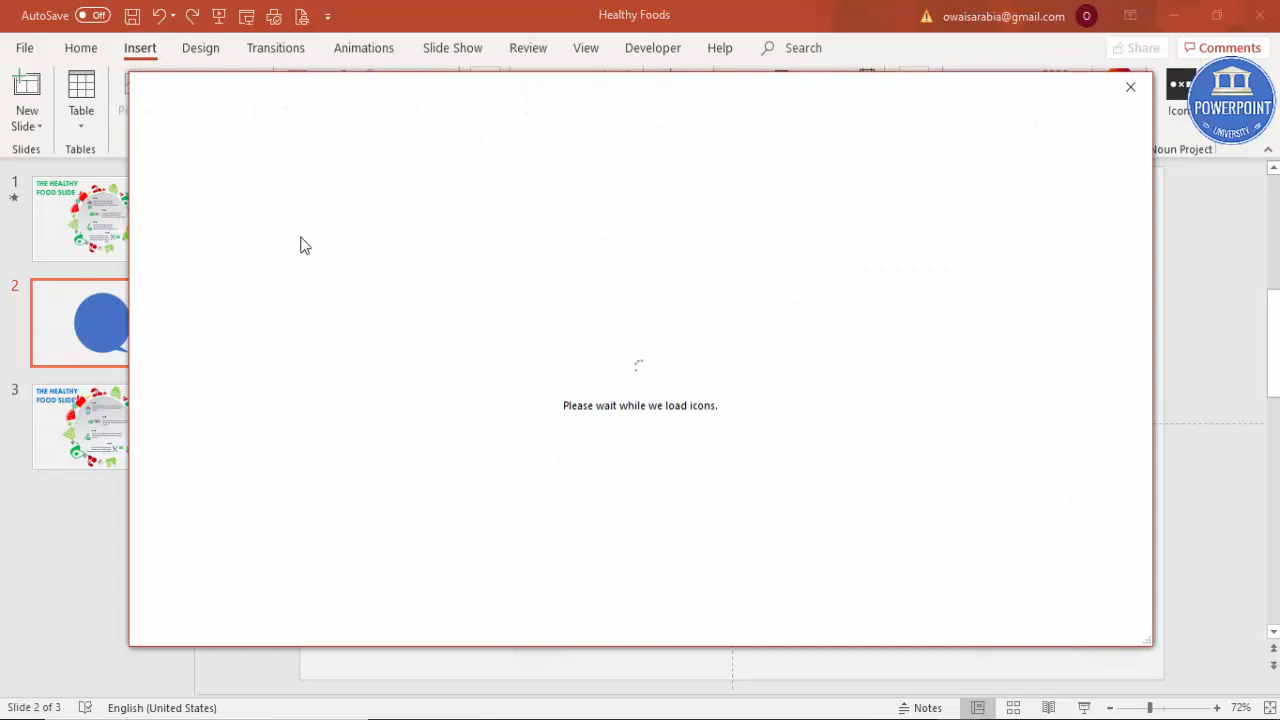 AutoSave Off Healthy Foods owaisarabia@gmail.com O
File Home Insert Design Transitions Animations Slide Show Review View Developer Help Search Share Comments
New
Slide
Table
Slides Tables
POWERPOINT
UNIVERSITY
Noun Project
1
THE HEALTHY
FOOD SLIDE
2
3
THE HEALTHY
FOOD SLIDE
Please wait while we load icons.
Slide 2 of 3 English (United States) Notes 72%